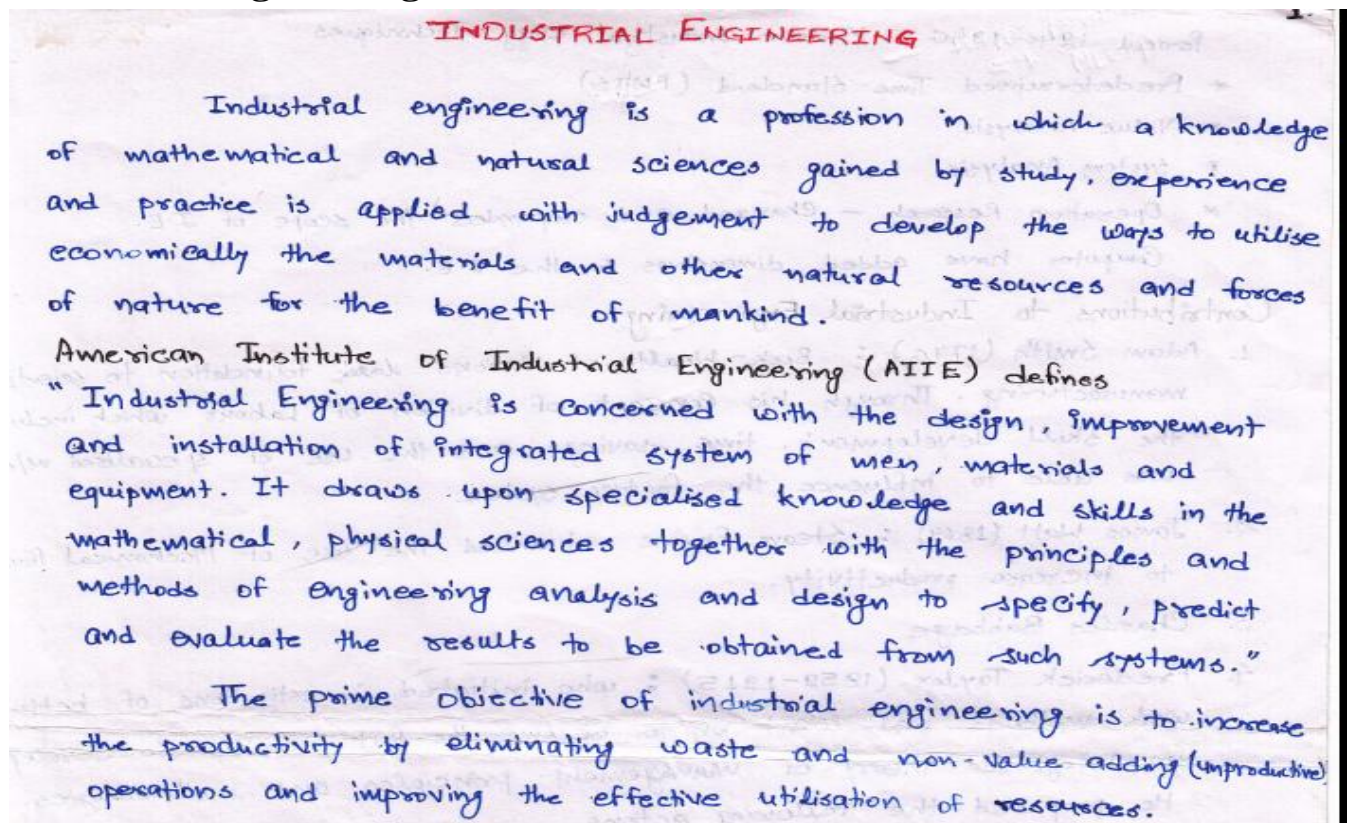 INDUSTRIAL ENGINEERING
Industrial engineering is a profession in which a knowledge
of mathematical and natural sciences gained by study, experience
and practice is applied with judgement to develop the ways to utilise
economically the materials and other natural resources and forces
of nature for the benefit of mankind.
American Institute of Industrial Engineering (AIIE) defines
"Industrial Engineering is concerned with the design, improvement
and installation of integrated system of men, materials and
equipment. It draws upon specialised knowledge and skills in the
mathematical, physical sciences together with the principles and
methods of engineering analysis and design to specify, predict
and evaluate the results to be obtained from such systems."
The prime objective of industrial engineering is to increase
the productivity by eliminating waste and non-value adding (unproductive)
operations and improving the effective utilisation of resources.